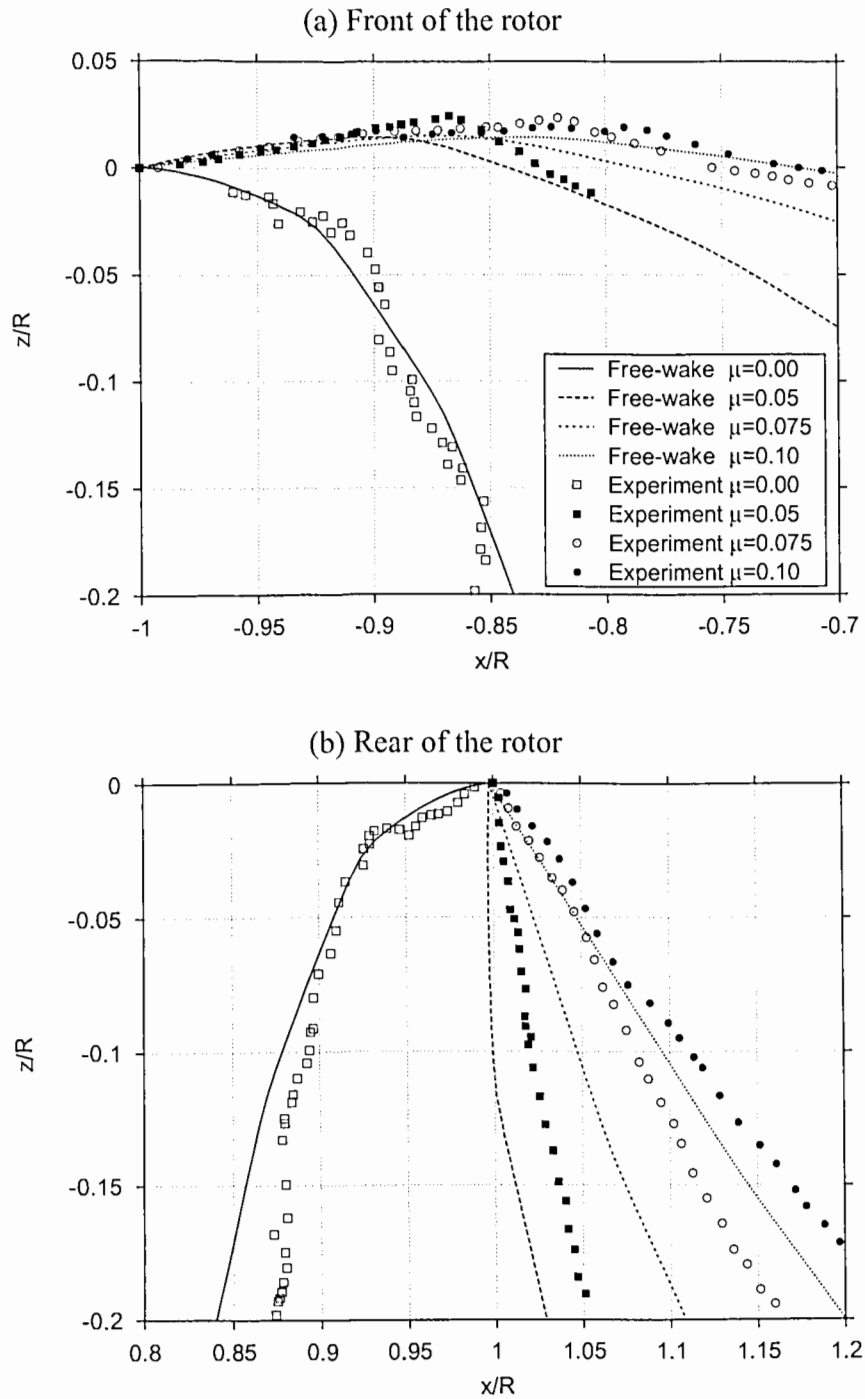 (a) Front of the rotor
0.05
0
-0.05
-0.1
-0.15
-0.2
z/R
-1 -0.95 -0.9 -0.85 -0.8 -0.75 -0.7
x/R
Free-wake μ=0.00
Free-wake μ=0.05
Free-wake μ=0.075
Free-wake μ=0.10
Experiment μ=0.00
Experiment μ=0.05
Experiment μ=0.075
Experiment μ=0.10
(b) Rear of the rotor
0
-0.05
-0.1
-0.15
-0.2
z/R
0.8 0.85 0.9 0.95 1 1.05 1.1 1.15 1.2
x/R